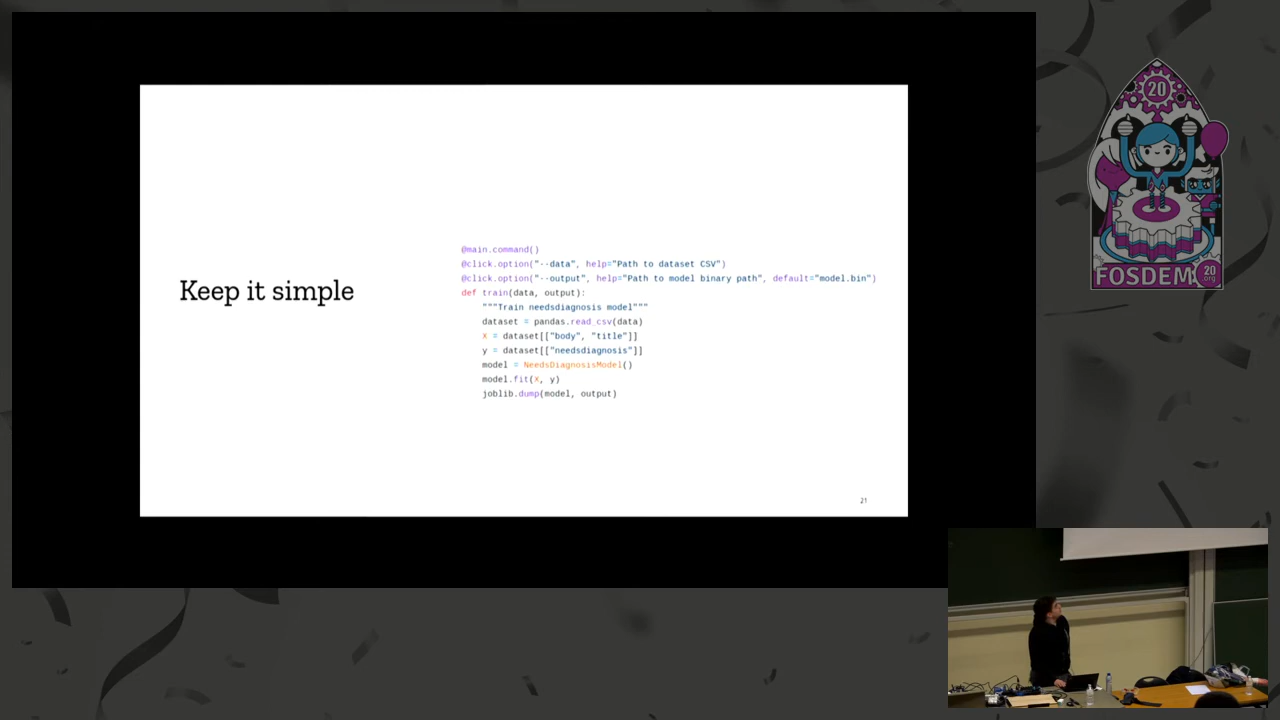 Keep it simple
@main.command()
@click.option("--data", help="Path to dataset CSV")
@click.option("--output", help="Path to model binary path", default="model.bin")
def train(data, output):
"""Train needsdiagnosis model"""
dataset = pandas.read_csv(data)
X = dataset[["body", "title"]]
y = dataset[["needsdiagnosis"]]
model = NeedsDiagnosisModel()
model.fit(X, y)
joblib.dump(model, output)
21
20
FOSDEM
20
.org